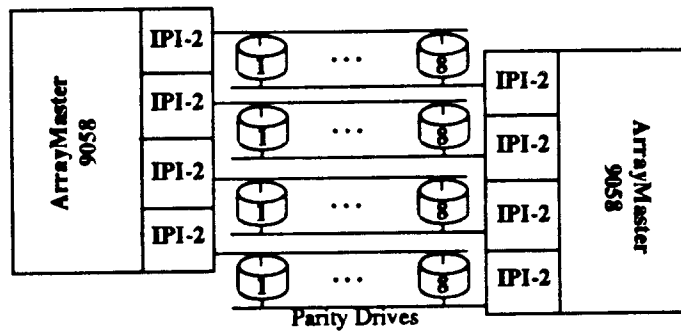 ArrayMaster
9058
IPI-2
IPI-2
IPI-2
IPI-2
1 ... 8
1 ... 8
1 ... 8
1 ... 8
Parity Drives
IPI-2
IPI-2
IPI-2
IPI-2
ArrayMaster
9058